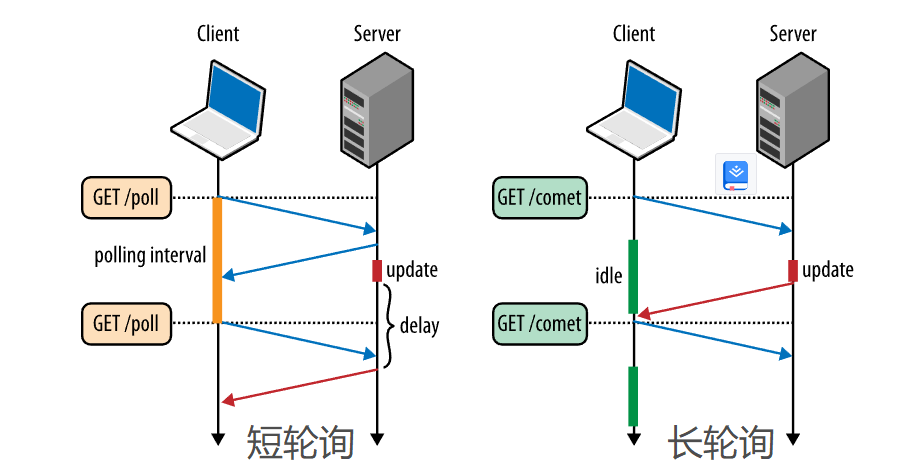 Client
Server
GET /poll
polling interval
update
GET /poll
delay
短轮询
Client
Server
GET /comet
idle
update
GET /comet
长轮询